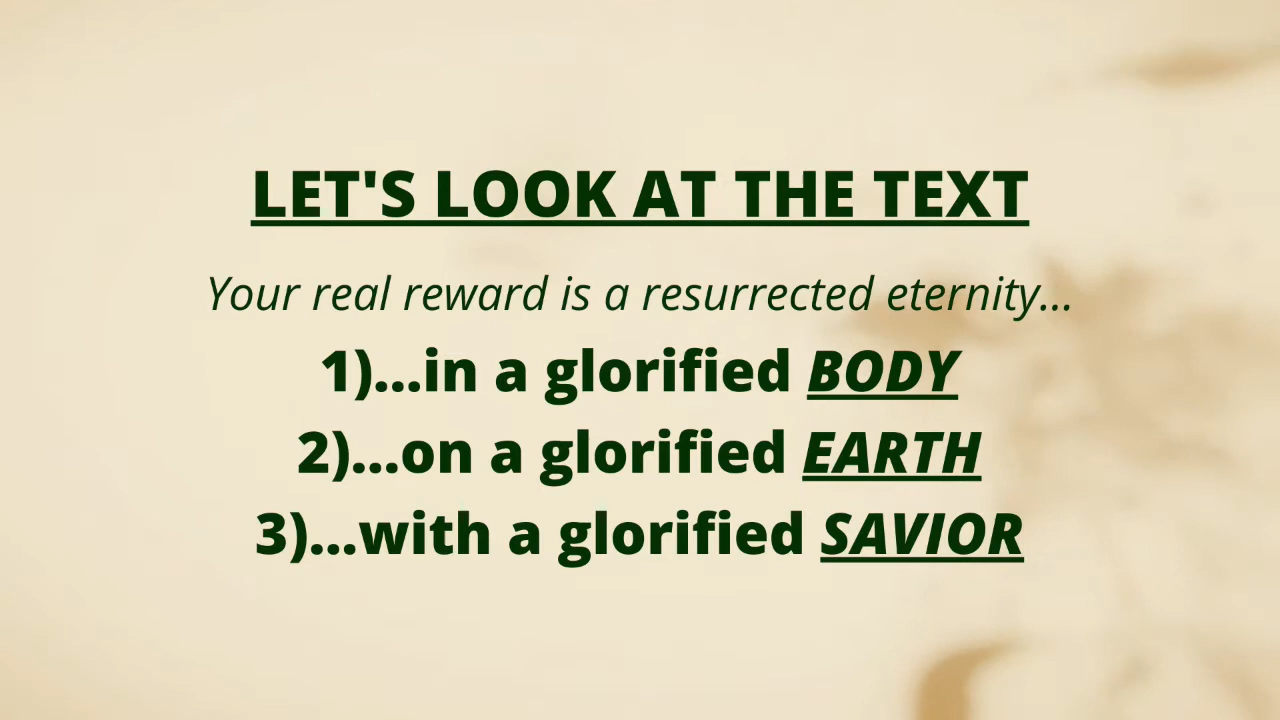 LET'S LOOK AT THE TEXT
Your real reward is a resurrected eternity...
1)...in a glorified BODY
2)...on a glorified EARTH
3)...with a glorified SAVIOR